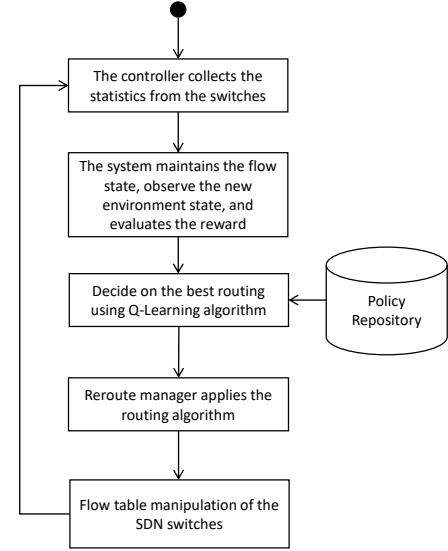 The controller collects the
statistics from the switches
The system maintains the flow
state, observe the new
environment state, and
evaluates the reward
Decide on the best routing
using Q-Learning algorithm
Policy
Repository
Reroute manager applies the
routing algorithm
Flow table manipulation of the
SDN switches